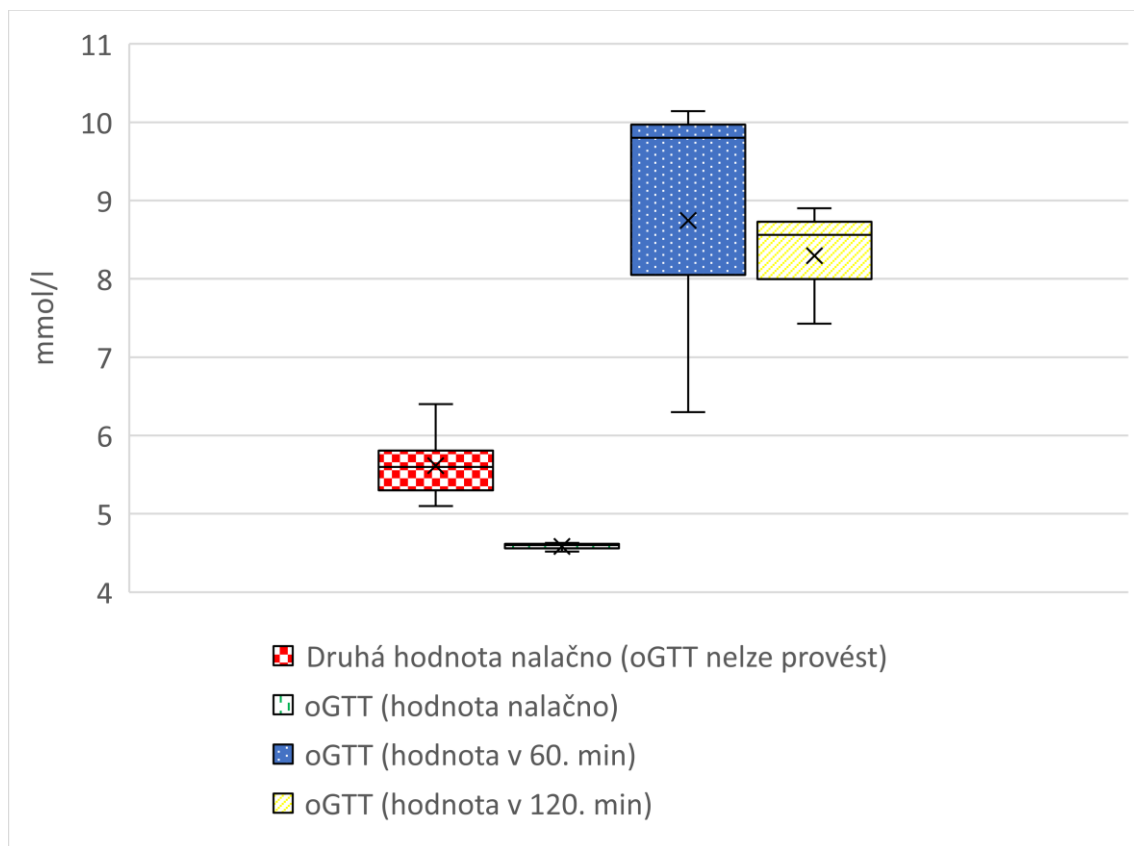 11
10
9
8
7
6
5
4
mmol/l
Druhá hodnota nalačno (oGTT nelze provést)
oGTT (hodnota nalačno)
oGTT (hodnota v 60. min)
oGTT (hodnota v 120. min)